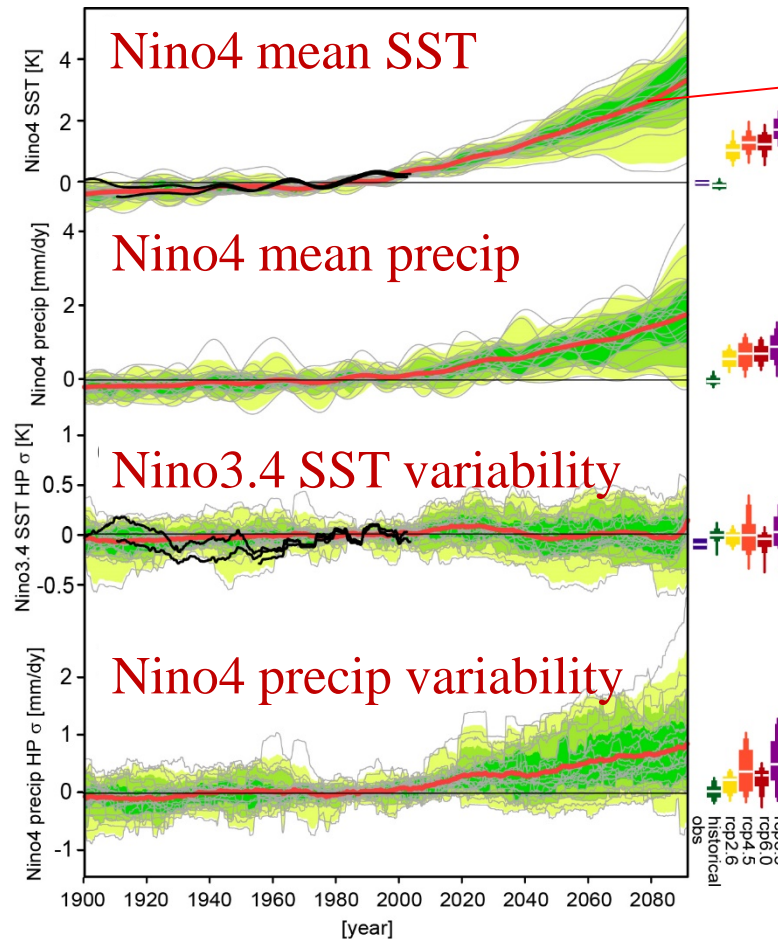 Nino4 mean SST
Nino4 SST [K]
4
2
0
Nino4 mean precip
Nino4 precip [mm/dy]
4
2
0
Nino3.4 SST variability
Nino3.4 SST HP σ [K]
1
0.5
0
-0.5
Nino4 precip variability
Nino4 precip HP σ [mm/dy]
2
1
0
-1
1900 1920 1940 1960 1980 2000 2020 2040 2060 2080
[year]
obs
historical
rcp2.6
rcp4.5
rcp6.0